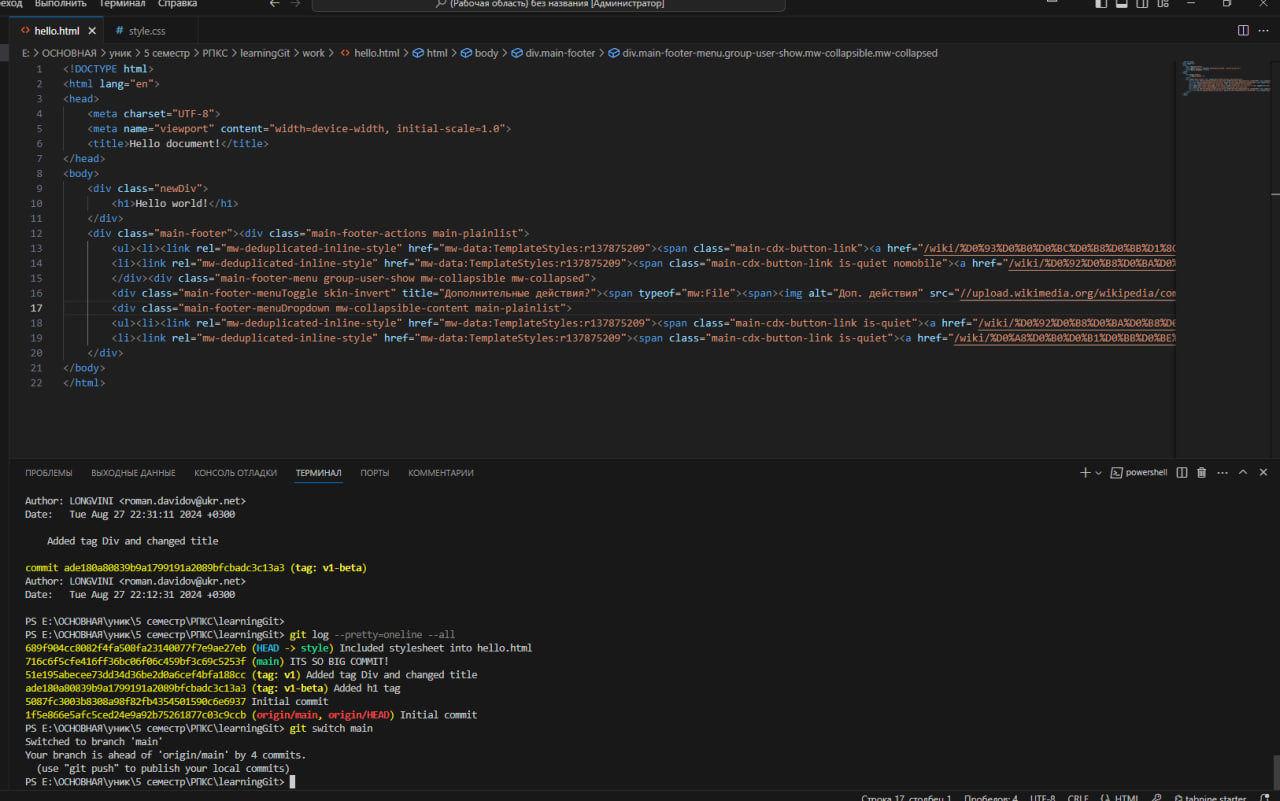 еход Выполнить Терминал Справка
(Рабочая область) без названия [Администратор]
hello.html
# style.css
E: > ОСНОВНАЯ > уник > 5 семестр > РПКС > learningGit > work > hello.html > html > body > div.main-footer > div.main-footer-menu.group-user-show.mw-collapsible.mw-collapsed
1 <!DOCTYPE html>
2 <html lang="en">
3 <head>
4 <meta charset="UTF-8">
5 <meta name="viewport" content="width=device-width, initial-scale=1.0">
6 <title>Hello document!</title>
7 </head>
8 <body>
9 <div class="newDiv">
10 <h1>Hello world!</h1>
11 </div>
12 <div class="main-footer"><div class="main-footer-actions main-plainlist">
13 <ul><li><link rel="mw-deduplicated-inline-style" href="mw-data:TemplateStyles:r137875209"><span class="main-cdx-button-link"><a href="/wiki/%D0%93%D0%B0%D0%BC%D0%B8%D0%BB%D1%8C
14 <li><link rel="mw-deduplicated-inline-style" href="mw-data:TemplateStyles:r137875209"><span class="main-cdx-button-link is-quiet nomobile"><a href="/wiki/%D0%92%D0%B8%D0%BA%D0%
15 </div><div class="main-footer-menu group-user-show mw-collapsible mw-collapsed">
16 <div class="main-footer-menuToggle skin-invert" title="Дополнительные действия?"><span typeof="mw:File"><span><img alt="Доп. действия" src="//upload.wikimedia.org/wikipedia/com
17 <div class="main-footer-menuDropdown mw-collapsible-content main-plainlist">
18 <ul><li><link rel="mw-deduplicated-inline-style" href="mw-data:TemplateStyles:r137875209"><span class="main-cdx-button-link is-quiet"><a href="/wiki/%D0%92%D0%B8%D0%BA%D0%B8%D0
19 <li><link rel="mw-deduplicated-inline-style" href="mw-data:TemplateStyles:r137875209"><span class="main-cdx-button-link is-quiet"><a href="/wiki/%D0%A8%D0%B0%D0%B1%D0%BB%D0%BE%
20 </div>
21 </body>
22 </html>
ПРОБЛЕМЫ ВЫХОДНЫЕ ДАННЫЕ КОНСОЛЬ ОТЛАДКИ ТЕРМИНАЛ ПОРТЫ КОММЕНТАРИИ
powershell
Author: LONGVINI <roman.davidov@ukr.net>
Date: Tue Aug 27 22:31:11 2024 +0300
Added tag Div and changed title
commit ade180a80839b9a1799191a2089bfcbadc3c13a3 (tag: v1-beta)
Author: LONGVINI <roman.davidov@ukr.net>
Date: Tue Aug 27 22:12:31 2024 +0300
PS E:\ОСНОВНАЯ\уник\5 семестр\РПКС\learningGit>
PS E:\ОСНОВНАЯ\уник\5 семестр\РПКС\learningGit> git log --pretty=oneline --all
689f904cc8082f4fa508fa23140077f7e9ae27eb (HEAD -> style) Included stylesheet into hello.html
716c6f5cfe416ff36bc06f06c459bf3c69c5253f (main) ITS SO BIG COMMIT!
51e195abecee73dd34d36be2d0a6cef4bfa188cc (tag: v1) Added tag Div and changed title
ade180a80839b9a1799191a2089bfcbadc3c13a3 (tag: v1-beta) Added h1 tag
5087fc3003b8308a98f82fb4354501590c6e6937 Initial commit
1f5e866e5afc5ced24e9a92b75261877c03c9ccb (origin/main, origin/HEAD) Initial commit
PS E:\ОСНОВНАЯ\уник\5 семестр\РПКС\learningGit> git switch main
Switched to branch 'main'
Your branch is ahead of 'origin/main' by 4 commits.
(use "git push" to publish your local commits)
PS E:\ОСНОВНАЯ\уник\5 семестр\РПКС\learningGit>
Строка 17, столбец 1 Пробелов: 4 UTF-8 CRLF HTML tabnine starter